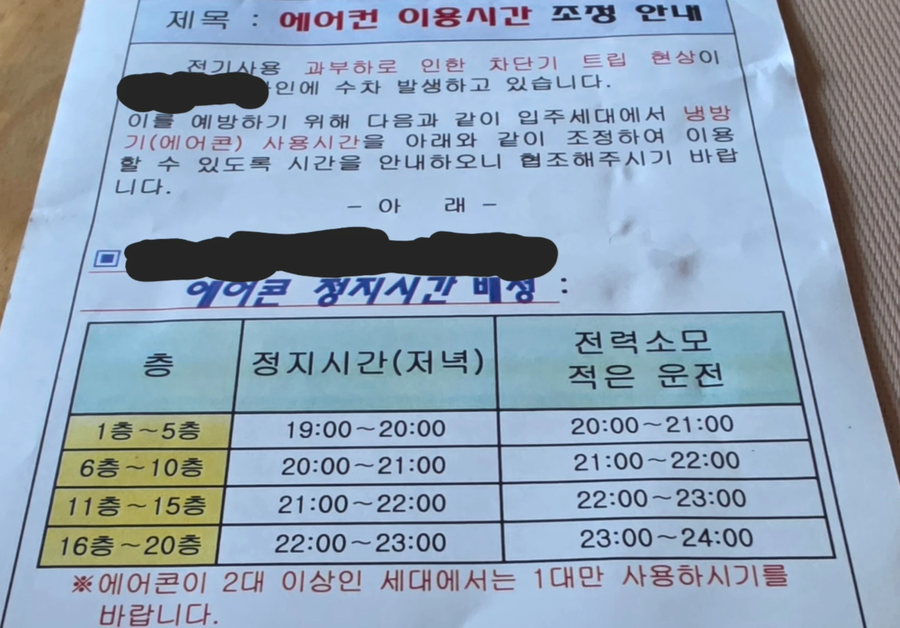 제목 : 에어컨 이용시간 조정 안내
전기사용 과부하로 인한 차단기 트립 현상이
인에 수차 발생하고 있습니다.
이를 예방하기 위해 다음과 같이 입주세대에서 냉방
기(에어콘) 사용시간을 아래와 같이 조정하여 이용
할 수 있도록 시간을 안내하오니 협조해주시기 바랍
니다.
- 아 래 -
▣
에어콘 정지시간 배정 :
층 정지시간(저녁) 전력소모
적은 운전
1층~5층 19:00~20:00 20:00~21:00
6층~10층 20:00~21:00 21:00~22:00
11층~15층 21:00~22:00 22:00~23:00
16층~20층 22:00~23:00 23:00~24:00
※에어콘이 2대 이상인 세대에서는 1대만 사용하시기를
바랍니다.